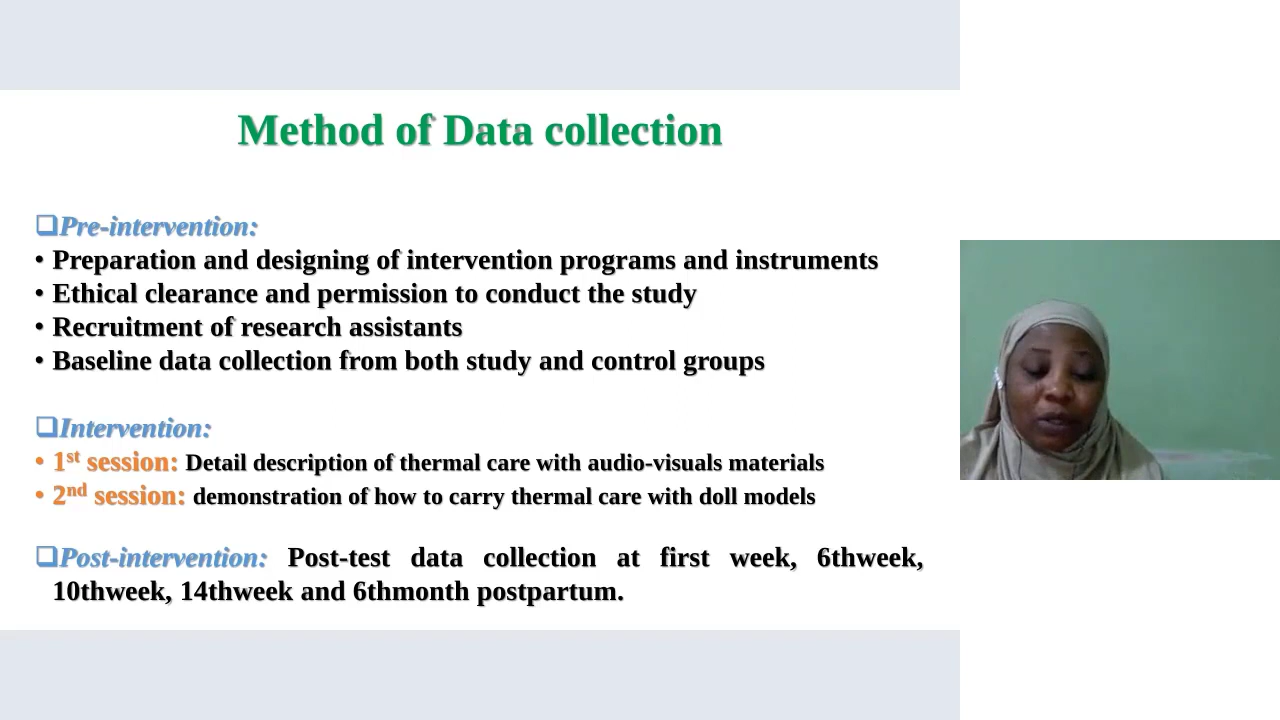 Method of Data collection
❑Pre-intervention:
• Preparation and designing of intervention programs and instruments
• Ethical clearance and permission to conduct the study
• Recruitment of research assistants
• Baseline data collection from both study and control groups
❑Intervention:
• 1st session: Detail description of thermal care with audio-visuals materials
• 2nd session: demonstration of how to carry thermal care with doll models
❑Post-intervention: Post-test data collection at first week, 6thweek,
10thweek, 14thweek and 6thmonth postpartum.